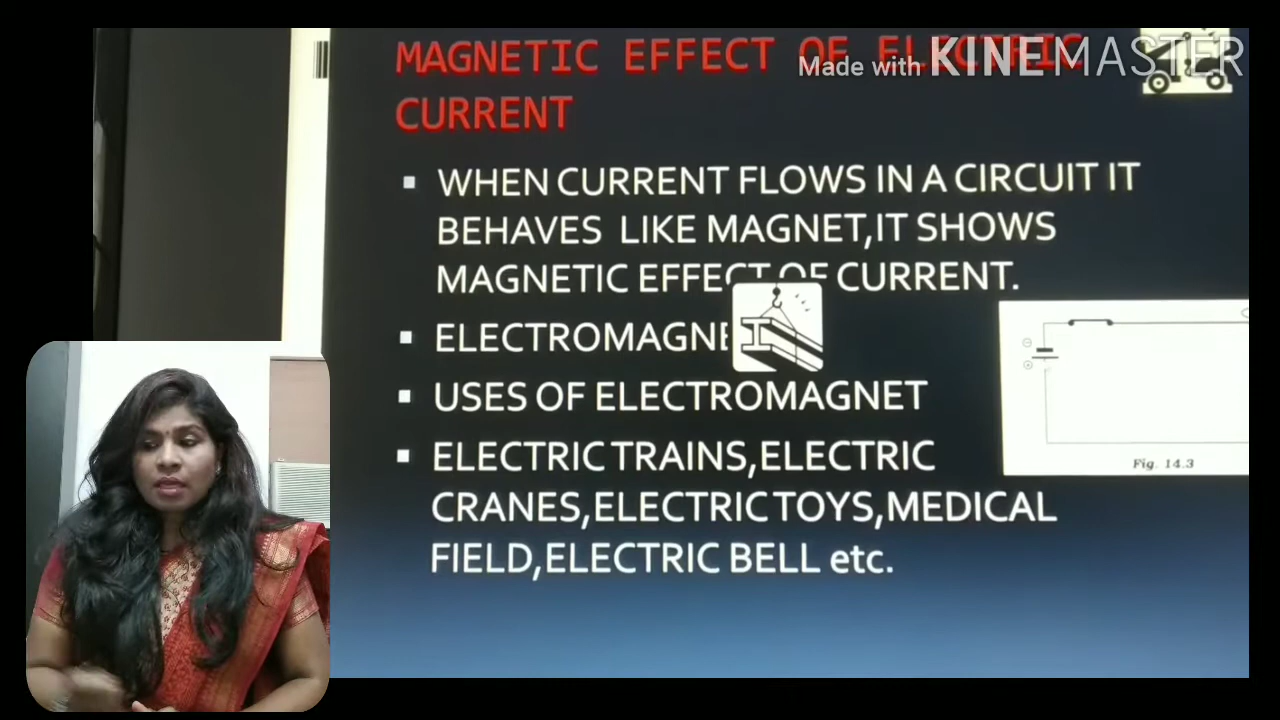 MAGNETIC EFFECT OF ELECTRIC
Made with KINEMASTER
CURRENT
▪ WHEN CURRENT FLOWS IN A CIRCUIT IT
BEHAVES LIKE MAGNET,IT SHOWS
MAGNETIC EFFECT OF CURRENT.
▪ ELECTROMAGNE
▪ USES OF ELECTROMAGNET
▪ ELECTRIC TRAINS,ELECTRIC
CRANES,ELECTRIC TOYS,MEDICAL
FIELD,ELECTRIC BELL etc.
Fig. 14.3